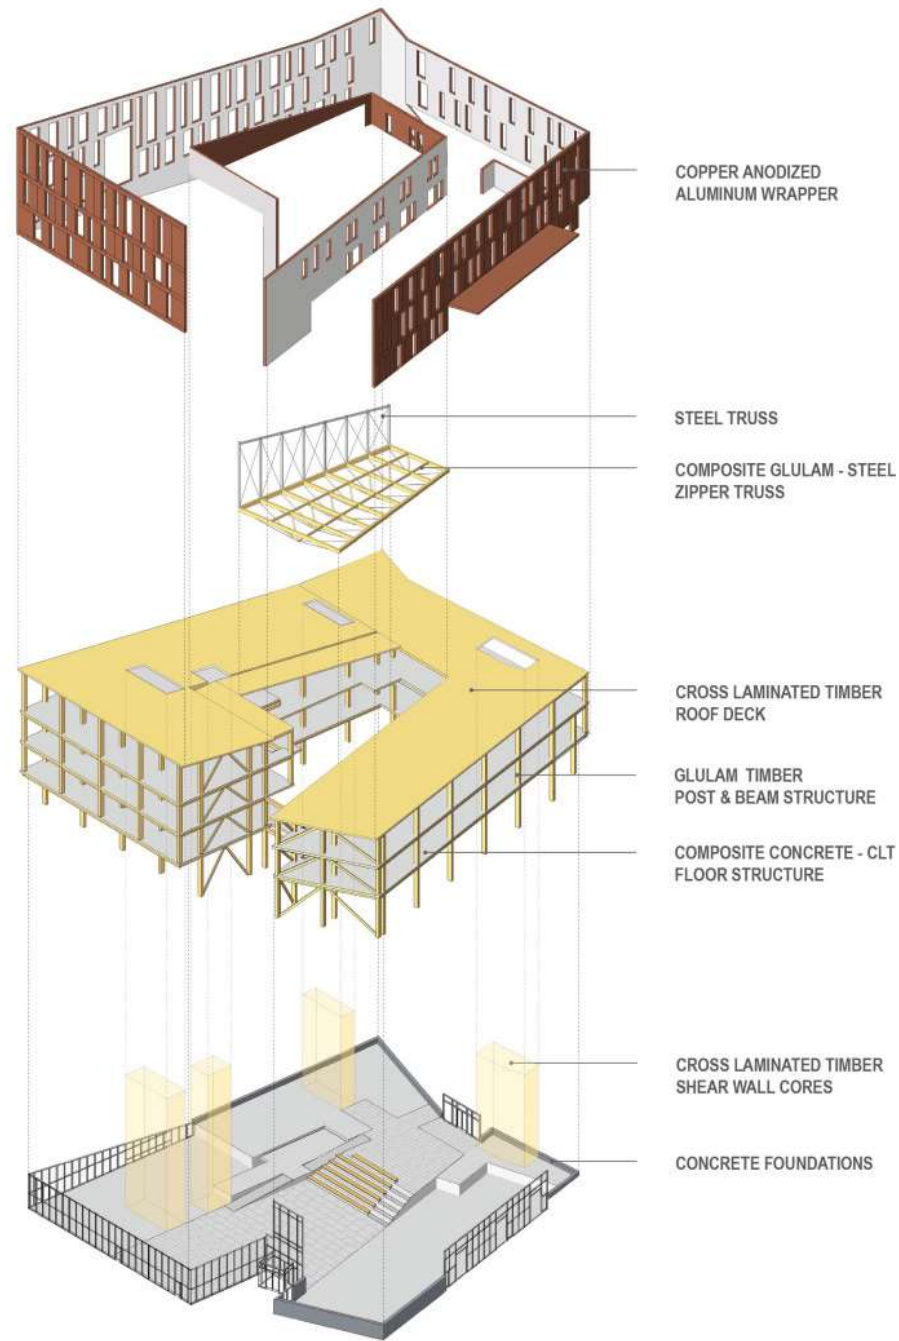 COPPER ANODIZED
ALUMINUM WRAPPER
STEEL TRUSS
COMPOSITE GLULAM - STEEL
ZIPPER TRUSS
CROSS LAMINATED TIMBER
ROOF DECK
GLULAM TIMBER
POST & BEAM STRUCTURE
COMPOSITE CONCRETE - CLT
FLOOR STRUCTURE
CROSS LAMINATED TIMBER
SHEAR WALL CORES
CONCRETE FOUNDATIONS